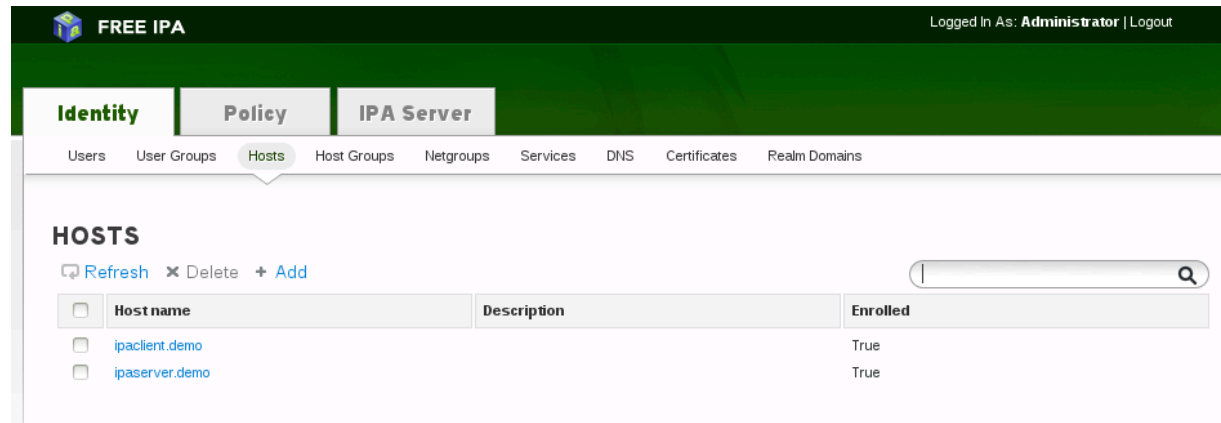 FREE IPA Logged In As: Administrator | Logout
Identity Policy IPA Server
Users User Groups Hosts Host Groups Netgroups Services DNS Certificates Realm Domains
HOSTS
Refresh Delete + Add
Host name Description Enrolled
ipaclient.demo True
ipaserver.demo True